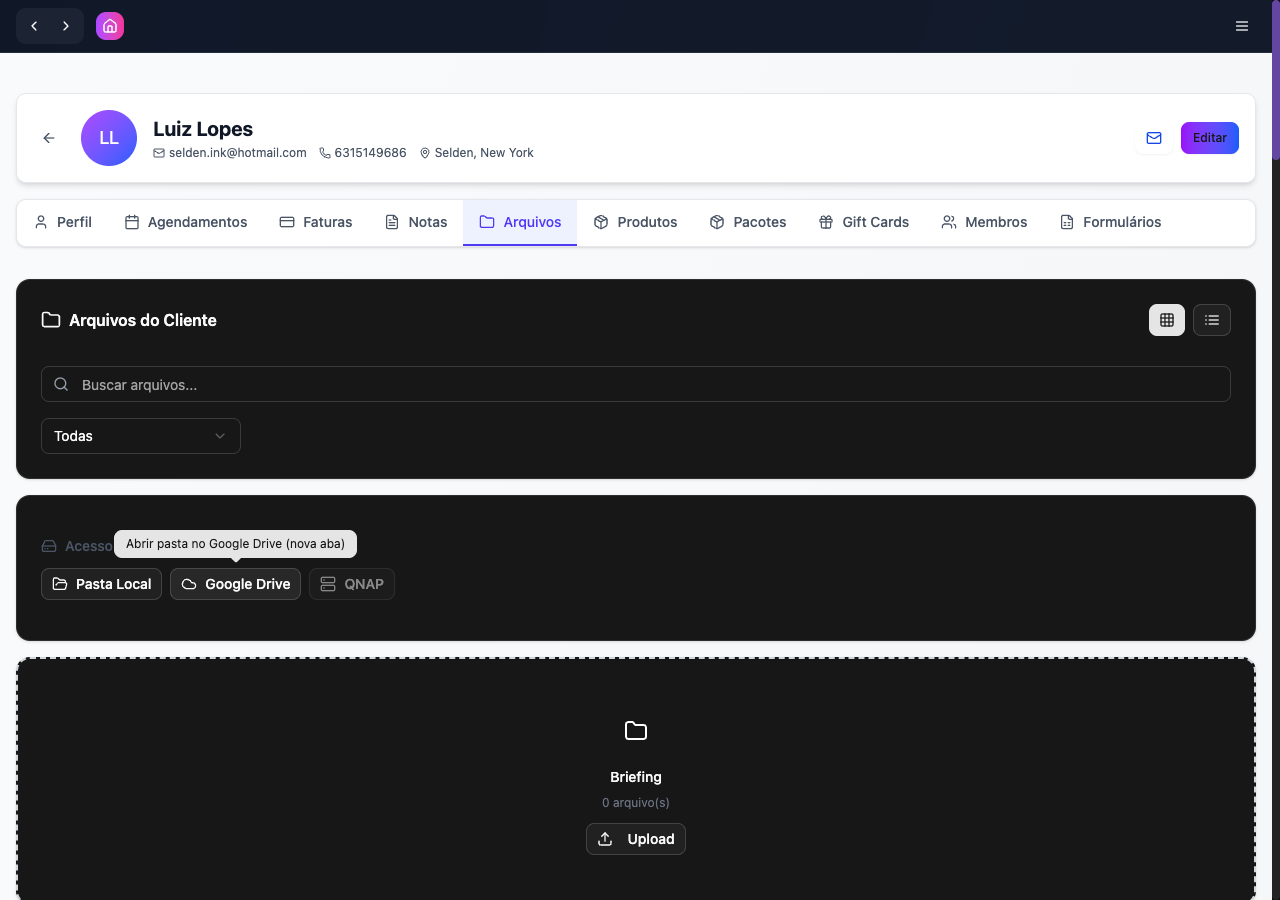 LL
Luiz Lopes
selden.ink@hotmail.com 6315149686 Selden, New York
Editar
Perfil Agendamentos Faturas Notas Arquivos Produtos Pacotes Gift Cards Membros Formulários
Arquivos do Cliente
Buscar arquivos...
Todas
Acesso
Abrir pasta no Google Drive (nova aba)
Pasta Local Google Drive QNAP
Briefing
0 arquivo(s)
Upload